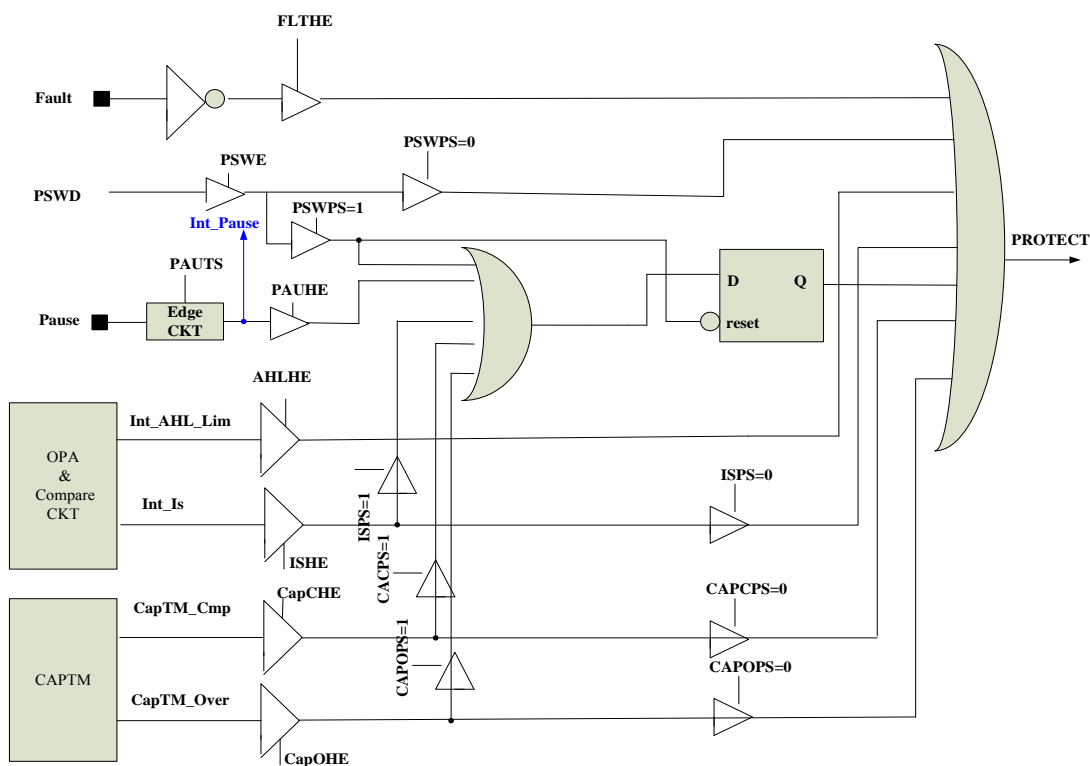 FLTHE
Fault
PSWPS=0
PSWE
PSWD
PSWPS=1
Int_Pause
PROTECT
PAUTS
PAUHE
D
Q
Edge
CKT
Pause
reset
AHLHE
Int_AHL_Lim
OPA
&
Compare
CKT
ISPS=0
ISPS=1
Int_Is
ISHE
CACPS=1
CapCHE
CAPCPS=0
CapTM_Cmp
CAPOPS=1
CAPTM
CAPOPS=0
CapTM_Over
CapOHE